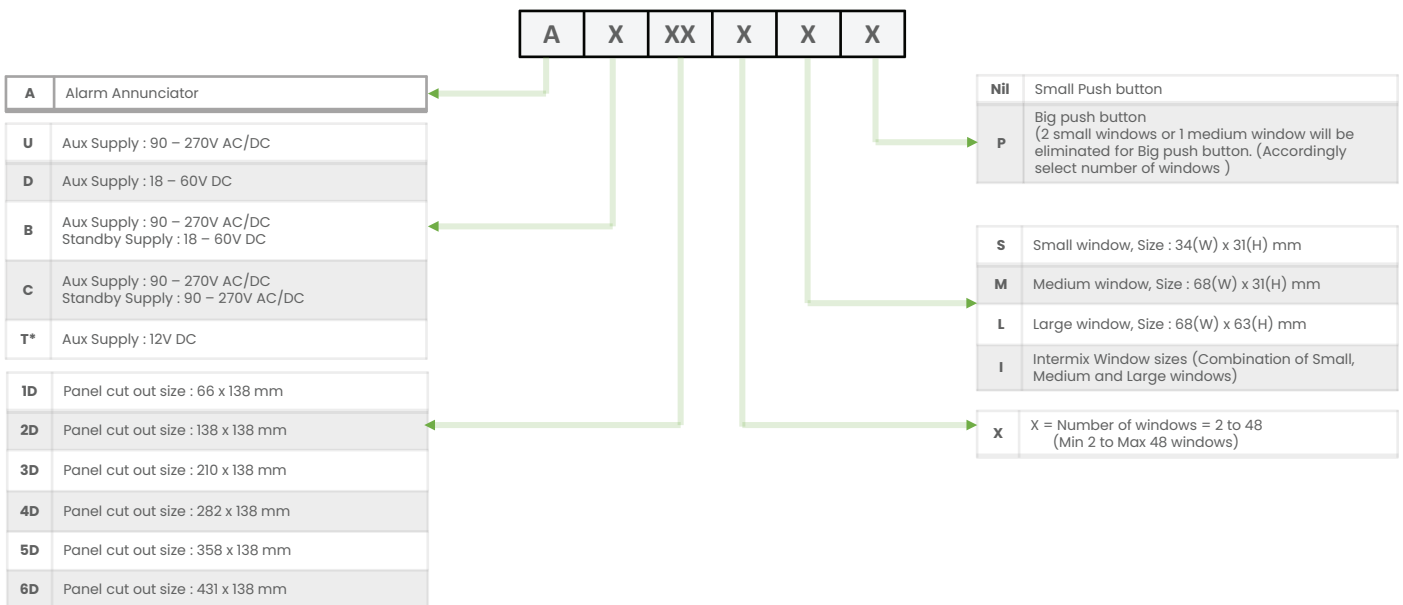 A X XX X X X
A Alarm Annunciator
U Aux Supply : 90 – 270V AC/DC
D Aux Supply : 18 – 60V DC
B Aux Supply : 90 – 270V AC/DC
Standby Supply : 18 – 60V DC
C Aux Supply : 90 – 270V AC/DC
Standby Supply : 90 – 270V AC/DC
T* Aux Supply : 12V DC
1D Panel cut out size : 66 x 138 mm
2D Panel cut out size : 138 x 138 mm
3D Panel cut out size : 210 x 138 mm
4D Panel cut out size : 282 x 138 mm
5D Panel cut out size : 358 x 138 mm
6D Panel cut out size : 431 x 138 mm
Nil Small Push button
P Big push button
(2 small windows or 1 medium window will be
eliminated for Big push button. (Accordingly
select number of windows )
S Small window, Size : 34(W) x 31(H) mm
M Medium window, Size : 68(W) x 31(H) mm
L Large window, Size : 68(W) x 63(H) mm
I Intermix Window sizes (Combination of Small,
Medium and Large windows)
X X = Number of windows = 2 to 48
(Min 2 to Max 48 windows)